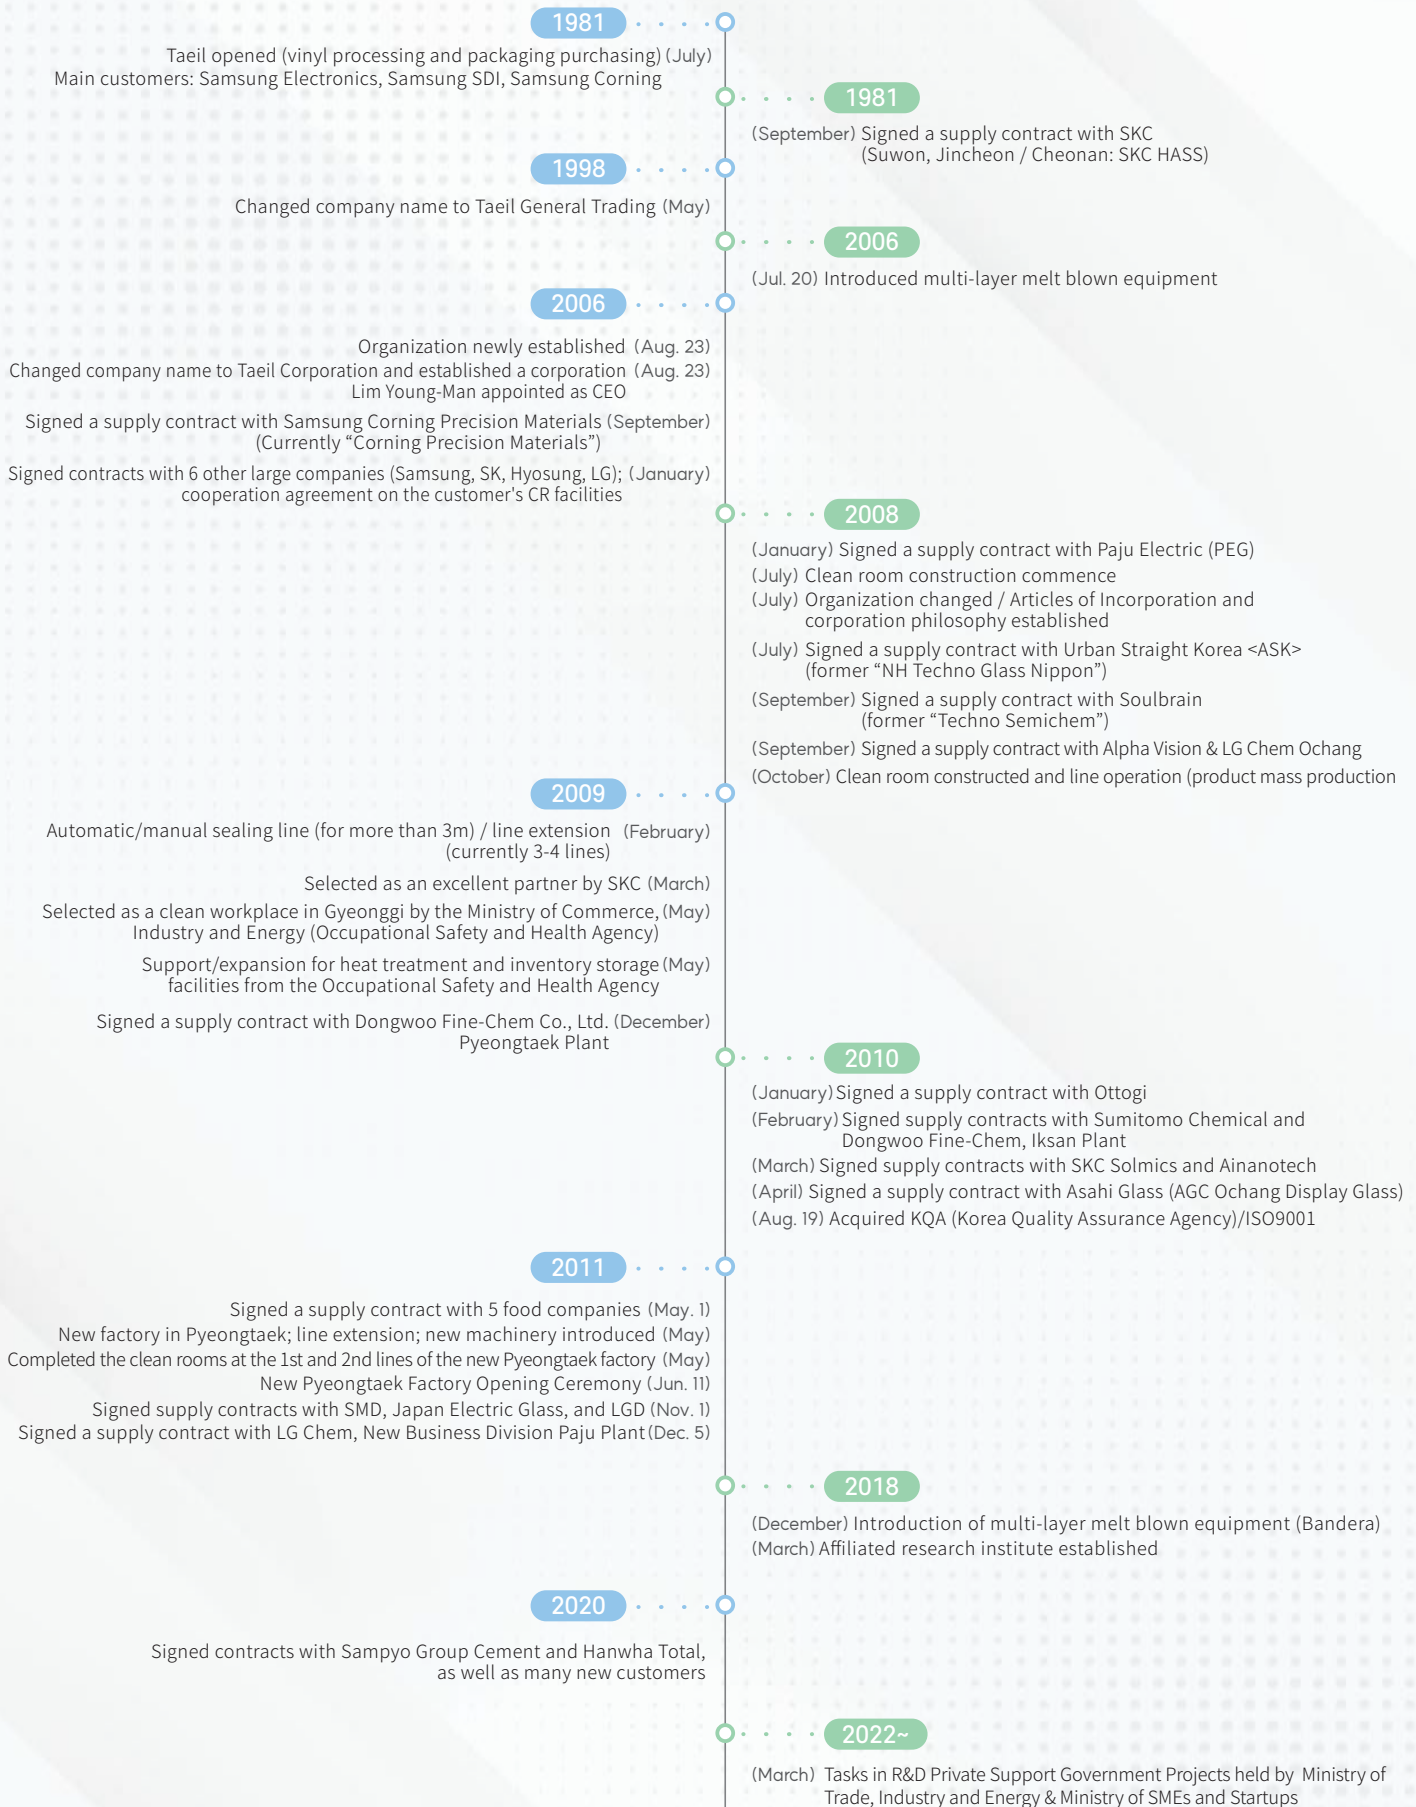 1981
Taeil opened (vinyl processing and packaging purchasing) (July)
Main customers: Samsung Electronics, Samsung SDI, Samsung Corning
1981
(September) Signed a supply contract with SKC
(Suwon, Jincheon / Cheonan: SKC HASS)
1998
Changed company name to Taeil General Trading (May)
2006
(Jul. 20) Introduced multi-layer melt blown equipment
2006
Organization newly established (Aug. 23)
Changed company name to Taeil Corporation and established a corporation (Aug. 23)
Lim Young-Man appointed as CEO
Signed a supply contract with Samsung Corning Precision Materials (September)
(Currently “Corning Precision Materials”)
Signed contracts with 6 other large companies (Samsung, SK, Hyosung, LG); (January)
cooperation agreement on the customer's CR facilities
2008
(January) Signed a supply contract with Paju Electric (PEG)
(July) Clean room construction commence
(July) Organization changed / Articles of Incorporation and
corporation philosophy established
(July) Signed a supply contract with Urban Straight Korea <ASK>
(former “NH Techno Glass Nippon”)
(September) Signed a supply contract with Soulbrain
(former “Techno Semichem”)
(September) Signed a supply contract with Alpha Vision & LG Chem Ochang
(October) Clean room constructed and line operation (product mass production
2009
Automatic/manual sealing line (for more than 3m) / line extension (February)
(currently 3-4 lines)
Selected as an excellent partner by SKC (March)
Selected as a clean workplace in Gyeonggi by the Ministry of Commerce, (May)
Industry and Energy (Occupational Safety and Health Agency)
Support/expansion for heat treatment and inventory storage (May)
facilities from the Occupational Safety and Health Agency
Signed a supply contract with Dongwoo Fine-Chem Co., Ltd. (December)
Pyeongtaek Plant
2010
(January) Signed a supply contract with Ottogi
(February) Signed supply contracts with Sumitomo Chemical and
Dongwoo Fine-Chem, Iksan Plant
(March) Signed supply contracts with SKC Solmics and Ainanotech
(April) Signed a supply contract with Asahi Glass (AGC Ochang Display Glass)
(Aug. 19) Acquired KQA (Korea Quality Assurance Agency)/ISO9001
2011
Signed a supply contract with 5 food companies (May. 1)
New factory in Pyeongtaek; line extension; new machinery introduced (May)
Completed the clean rooms at the 1st and 2nd lines of the new Pyeongtaek factory (May)
New Pyeongtaek Factory Opening Ceremony (Jun. 11)
Signed supply contracts with SMD, Japan Electric Glass, and LGD (Nov. 1)
Signed a supply contract with LG Chem, New Business Division Paju Plant (Dec. 5)
2018
(December) Introduction of multi-layer melt blown equipment (Bandera)
(March) Affiliated research institute established
2020
Signed contracts with Sampyo Group Cement and Hanwha Total,
as well as many new customers
2022~
(March) Tasks in R&D Private Support Government Projects held by Ministry of
Trade, Industry and Energy & Ministry of SMEs and Startups